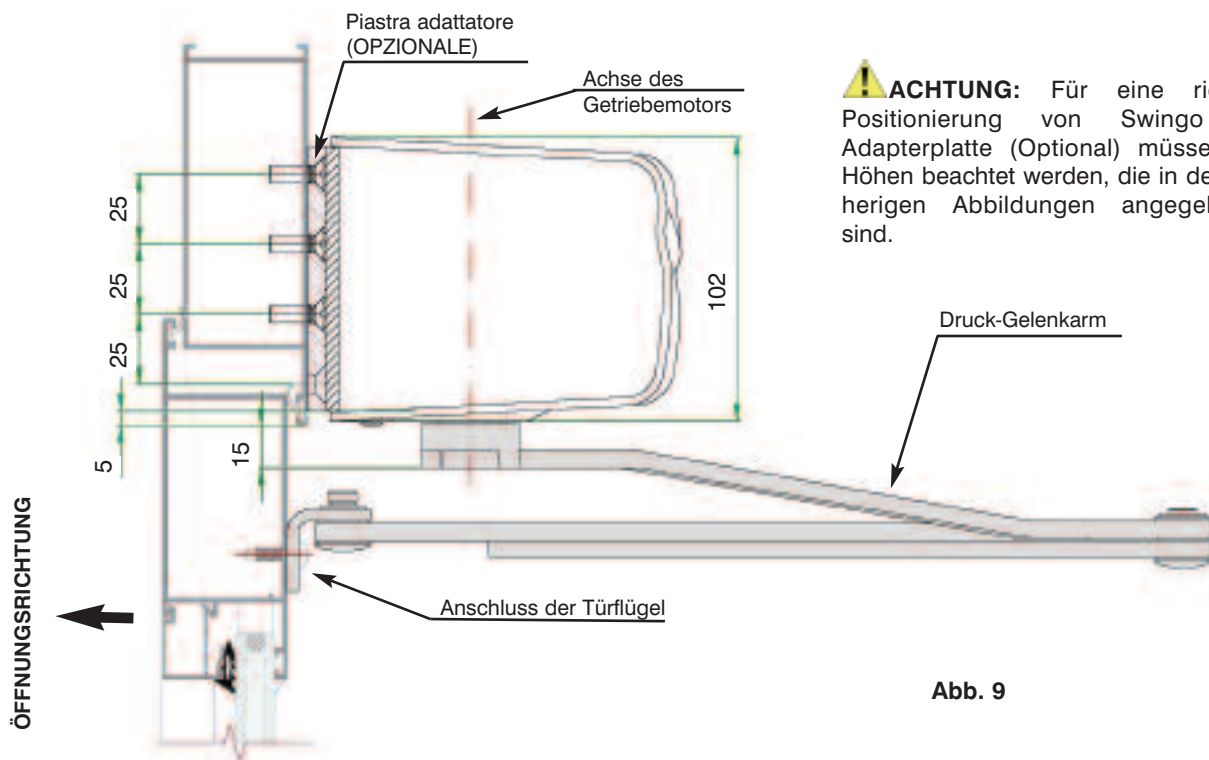 Piastra adattatore
(OPZIONALE)
Achse des
Getriebemotors
ACHTUNG: Für eine
Positionierung von Swingo
Adapterplatte (Optional)
Höhen beachtet werden, die in
Abbildungen
sind.
25
25
25
5
15
102
Druck-Gelenkarm
Anschluss der Türflügel
ÖFFNUNGSRICHTUNG
Abb. 9